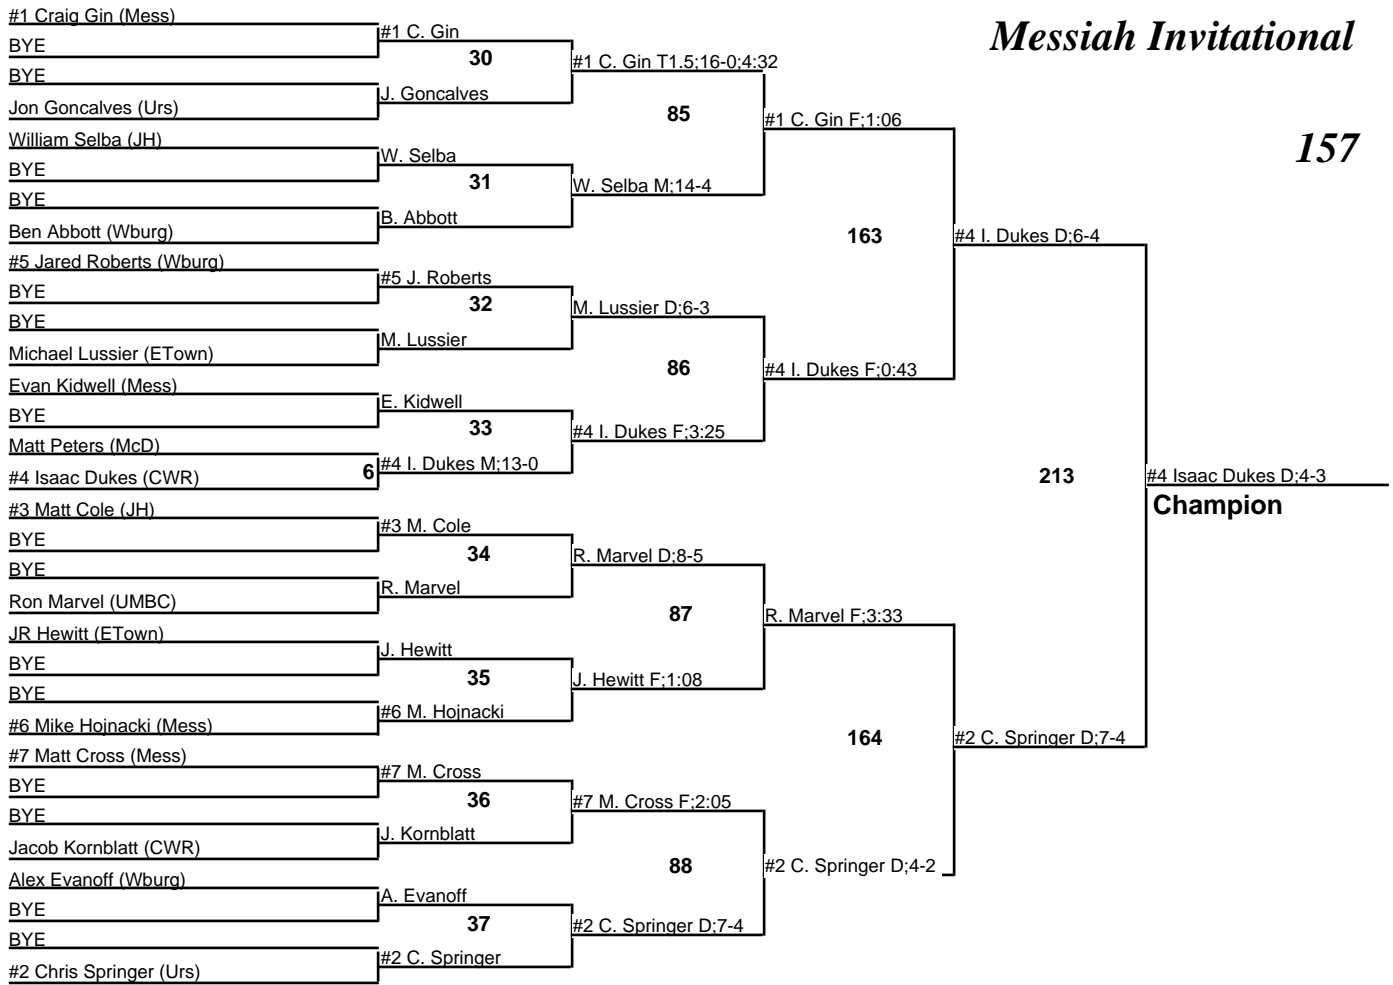 Messiah Invitational
157
#1 Craig Gin (Mess)
BYE
BYE
Jon Goncalves (Urs)
William Selba (JH)
BYE
BYE
Ben Abbott (Wburg)
#5 Jared Roberts (Wburg)
BYE
BYE
Michael Lussier (ETown)
Evan Kidwell (Mess)
BYE
Matt Peters (McD)
#4 Isaac Dukes (CWR)
#3 Matt Cole (JH)
BYE
BYE
Ron Marvel (UMBC)
JR Hewitt (ETown)
BYE
BYE
#6 Mike Hojnacki (Mess)
#7 Matt Cross (Mess)
BYE
BYE
Jacob Kornblatt (CWR)
Alex Evanoff (Wburg)
BYE
BYE
#2 Chris Springer (Urs)
#1 C. Gin
30
J. Goncalves
W. Selba
31
B. Abbott
#5 J. Roberts
32
M. Lussier
E. Kidwell
33
6
#4 I. Dukes M;13-0
#3 M. Cole
34
R. Marvel
J. Hewitt
35
#6 M. Hojnacki
#7 M. Cross
36
J. Kornblatt
A. Evanoff
37
#2 C. Springer
#1 C. Gin T1.5;16-0;4:32
85
W. Selba M;14-4
M. Lussier D;6-3
86
#4 I. Dukes F;3:25
R. Marvel D;8-5
87
J. Hewitt F;1:08
#7 M. Cross F;2:05
88
#2 C. Springer D;7-4
#1 C. Gin F;1:06
163
#4 I. Dukes F;0:43
R. Marvel F;3:33
164
#2 C. Springer D;4-2
#4 I. Dukes D;6-4
213
#2 C. Springer D;7-4
#4 Isaac Dukes D;4-3
Champion